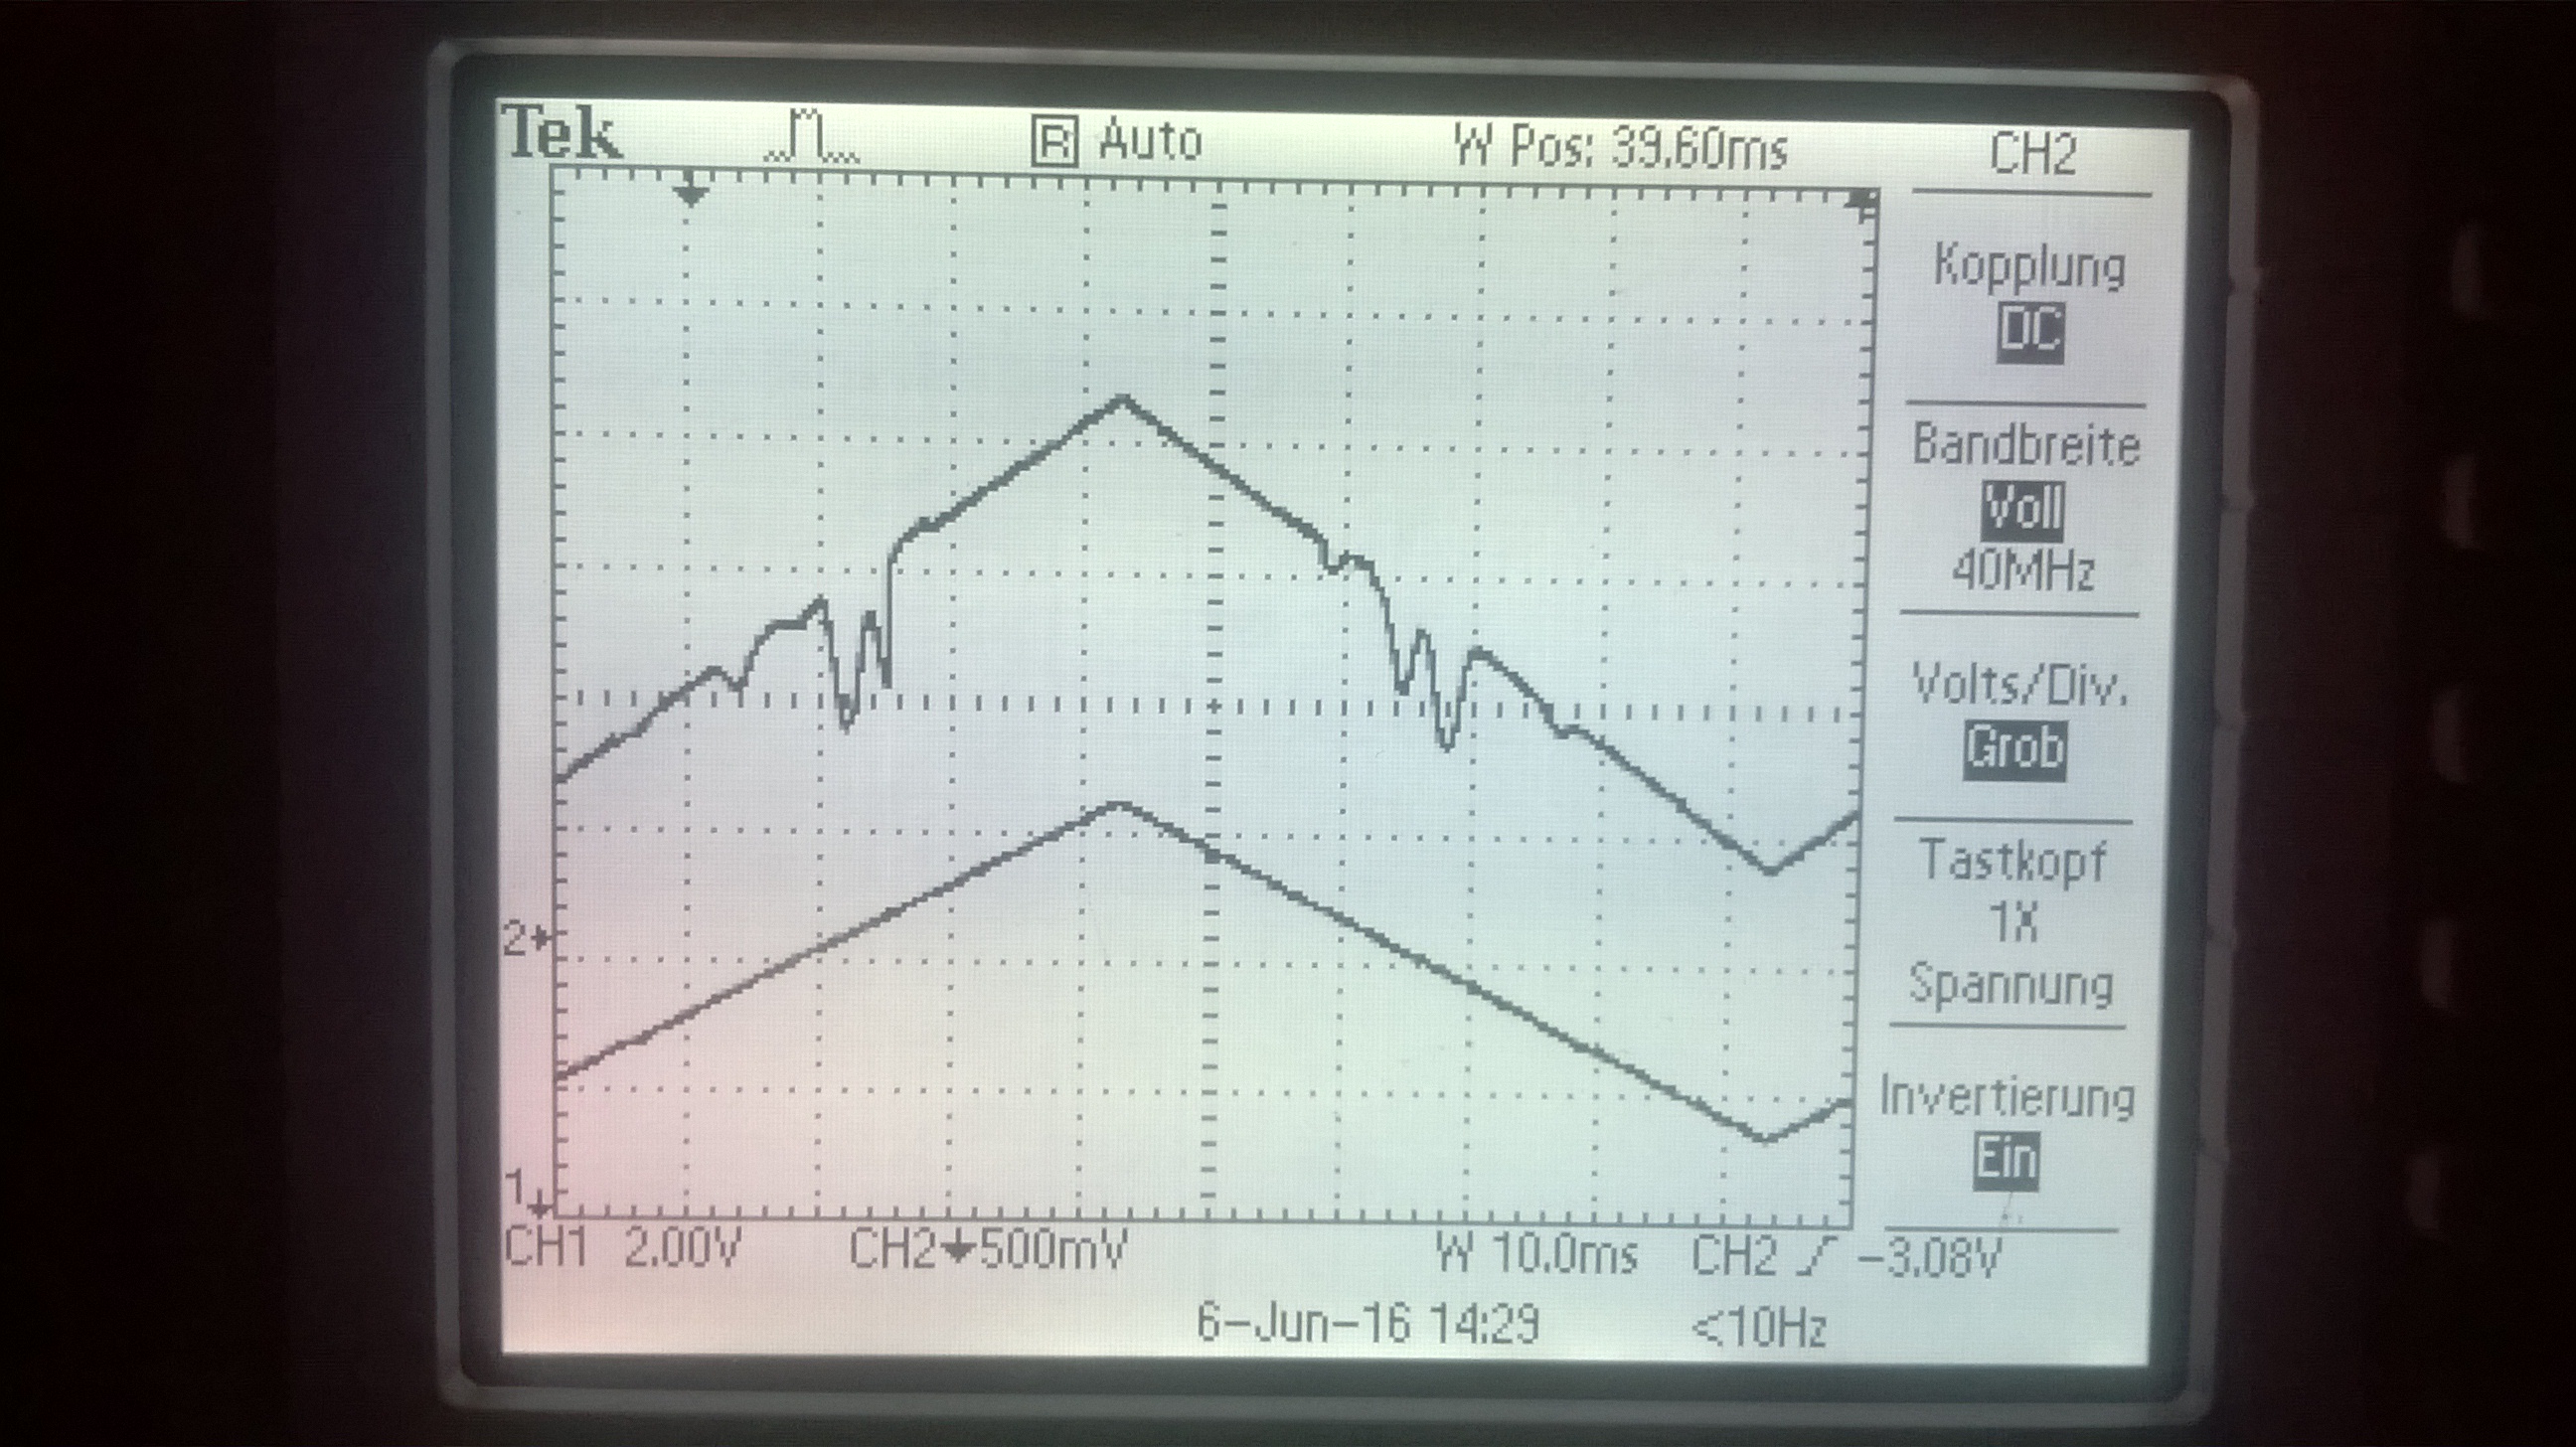 Tek R Auto W Pos: 39.60ms CH2
Kopplung
DC
Bandbreite
Voll
40MHz
Volts/Div.
Grob
Tastkopf
1X
Spannung
Invertierung
Ein
2
1
CH1 2.00V CH2 500mV W 10.0ms CH2 -3.08V
6-Jun-16 14:29 <10Hz